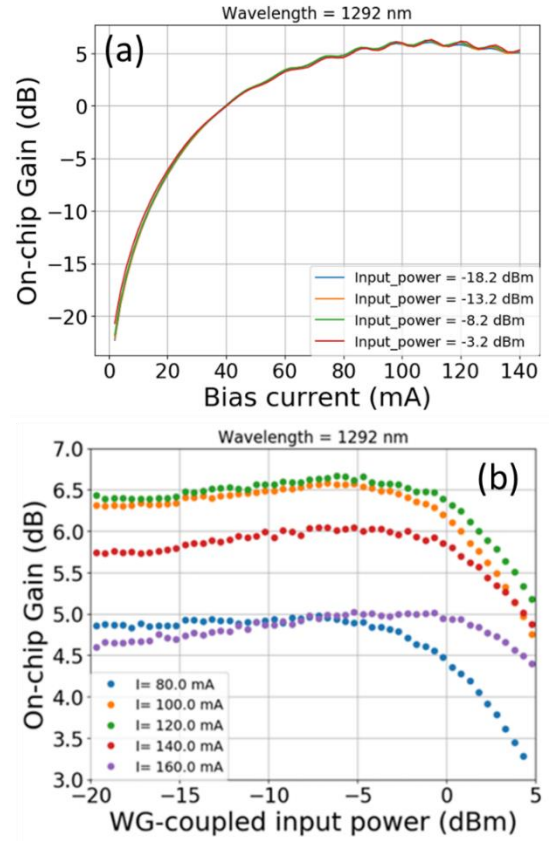 Wavelength = 1292 nm
(a)
On-chip Gain (dB)
5
0
−5
−10
−15
−20
Input_power = -18.2 dBm
Input_power = -13.2 dBm
Input_power = -8.2 dBm
Input_power = -3.2 dBm
0 20 40 60 80 100 120 140
Bias current (mA)
Wavelength = 1292 nm
(b)
On-chip Gain (dB)
7.0
6.5
6.0
5.5
5.0
4.5
4.0
3.5
3.0
I= 80.0 mA
I= 100.0 mA
I= 120.0 mA
I= 140.0 mA
I= 160.0 mA
−20 −15 −10 −5 0 5
WG-coupled input power (dBm)